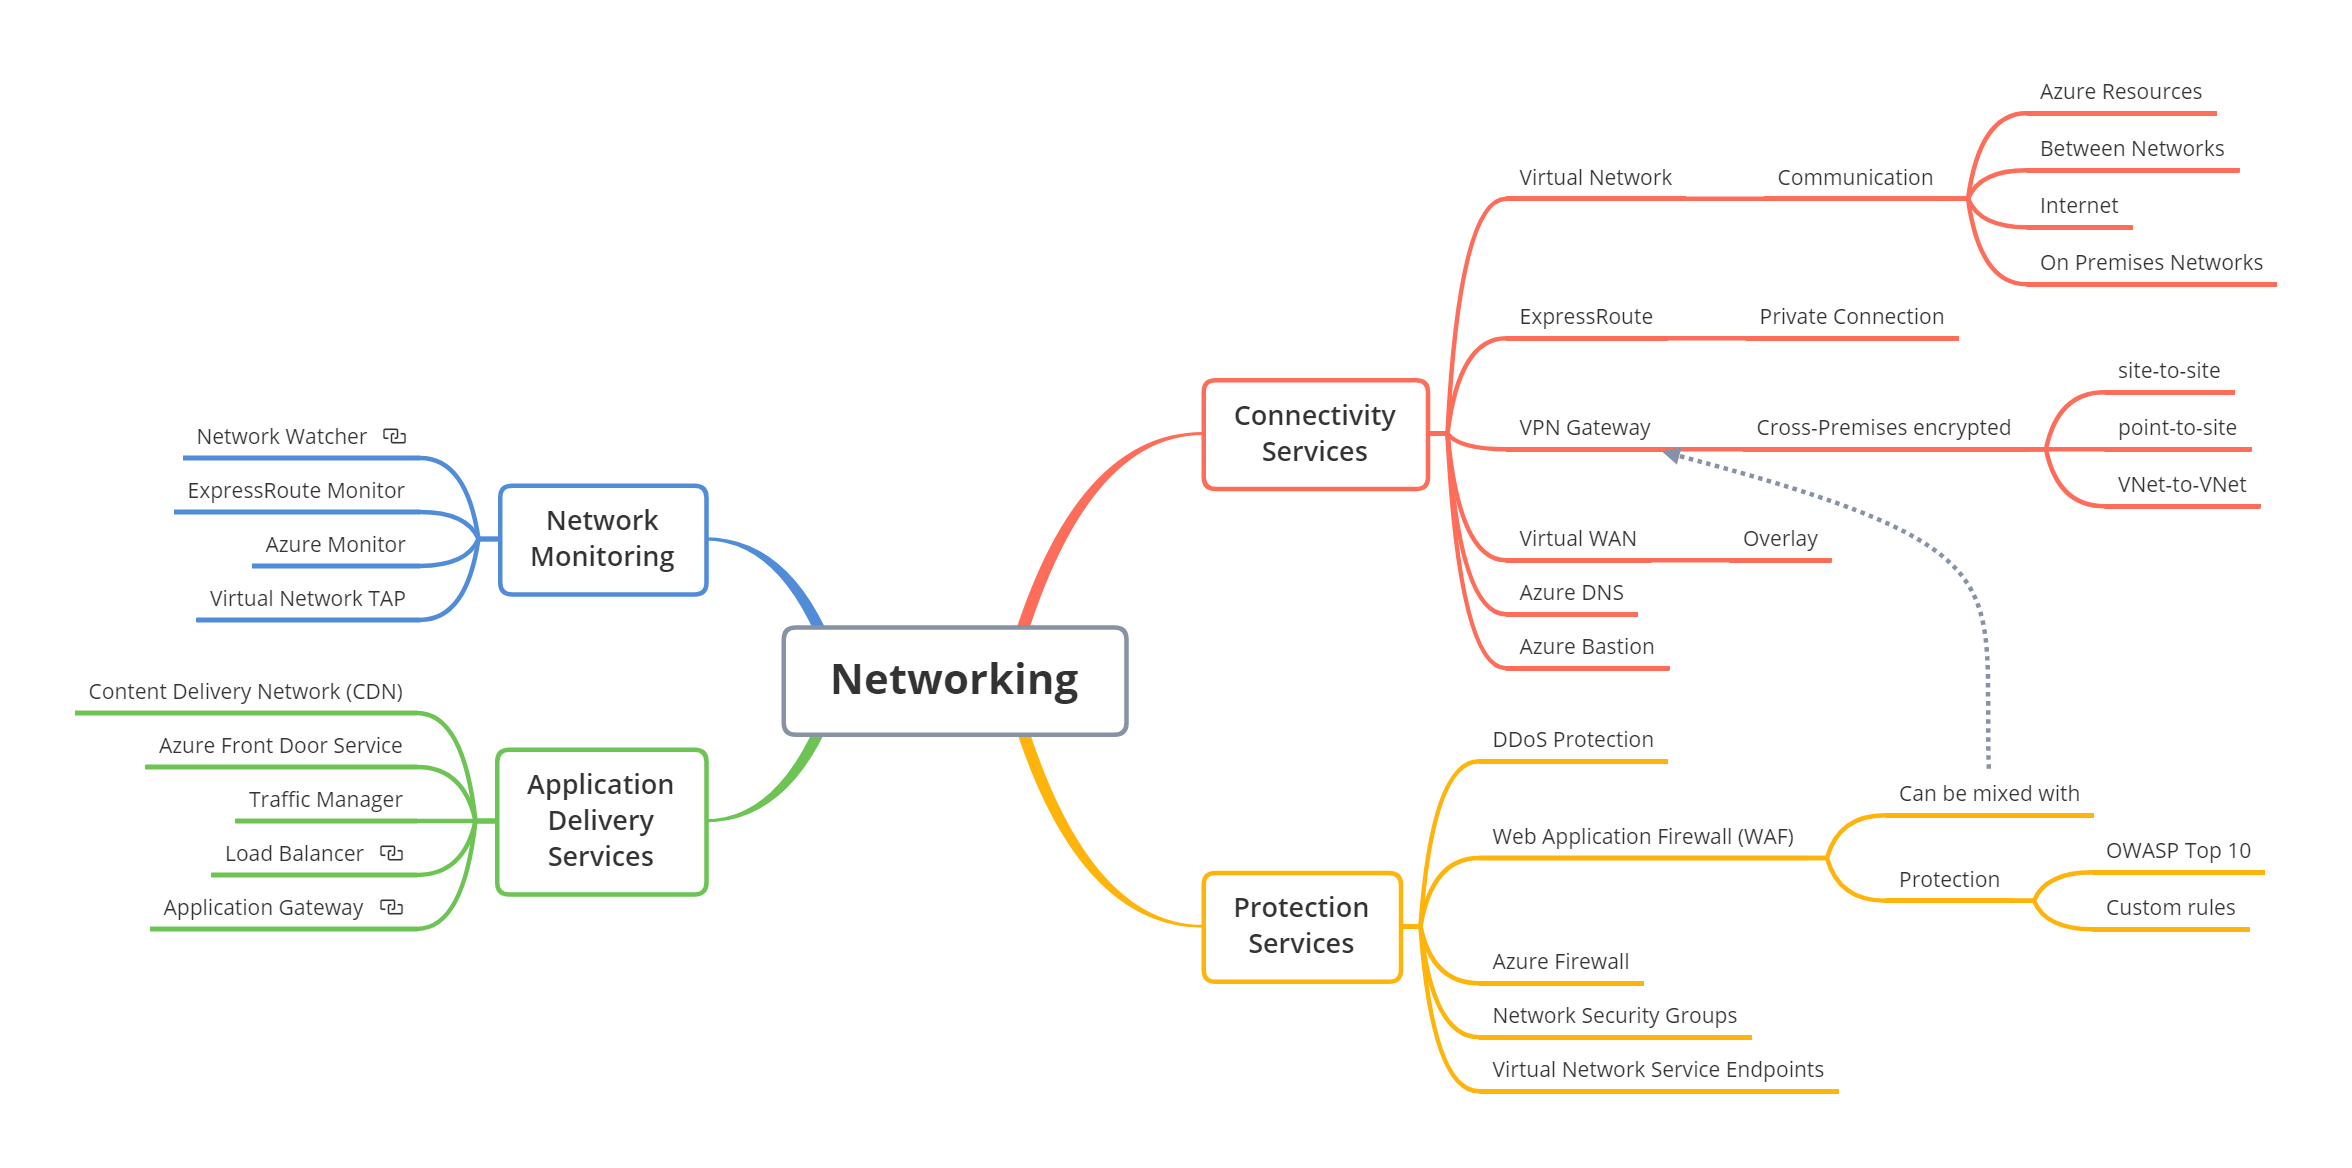 Networking
Connectivity
Services
Virtual Network
Communication
Azure Resources
Between Networks
Internet
On Premises Networks
ExpressRoute
Private Connection
VPN Gateway
Cross-Premises encrypted
site-to-site
point-to-site
VNet-to-VNet
Virtual WAN
Overlay
Azure DNS
Azure Bastion
Protection
Services
DDoS Protection
Web Application Firewall (WAF)
Can be mixed with
Protection
OWASP Top 10
Custom rules
Azure Firewall
Network Security Groups
Virtual Network Service Endpoints
Network
Monitoring
Network Watcher
ExpressRoute Monitor
Azure Monitor
Virtual Network TAP
Application
Delivery
Services
Content Delivery Network (CDN)
Azure Front Door Service
Traffic Manager
Load Balancer
Application Gateway